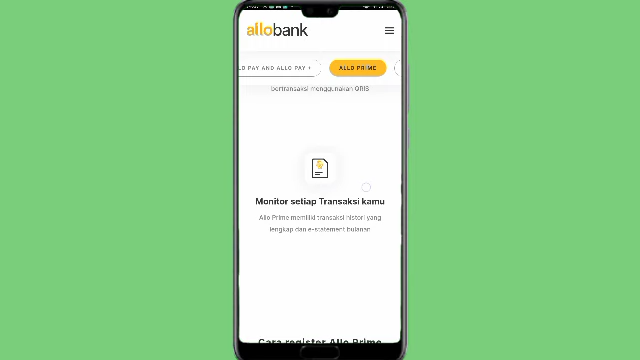 allobank
LO PAY AND ALLO PAY +
ALLO PRIME
bertransaksi menggunakan QRIS
Monitor setiap Transaksi kamu
Allo Prime memiliki transaksi histori yang
lengkap dan e-statement bulanan
Cara register Allo Prime